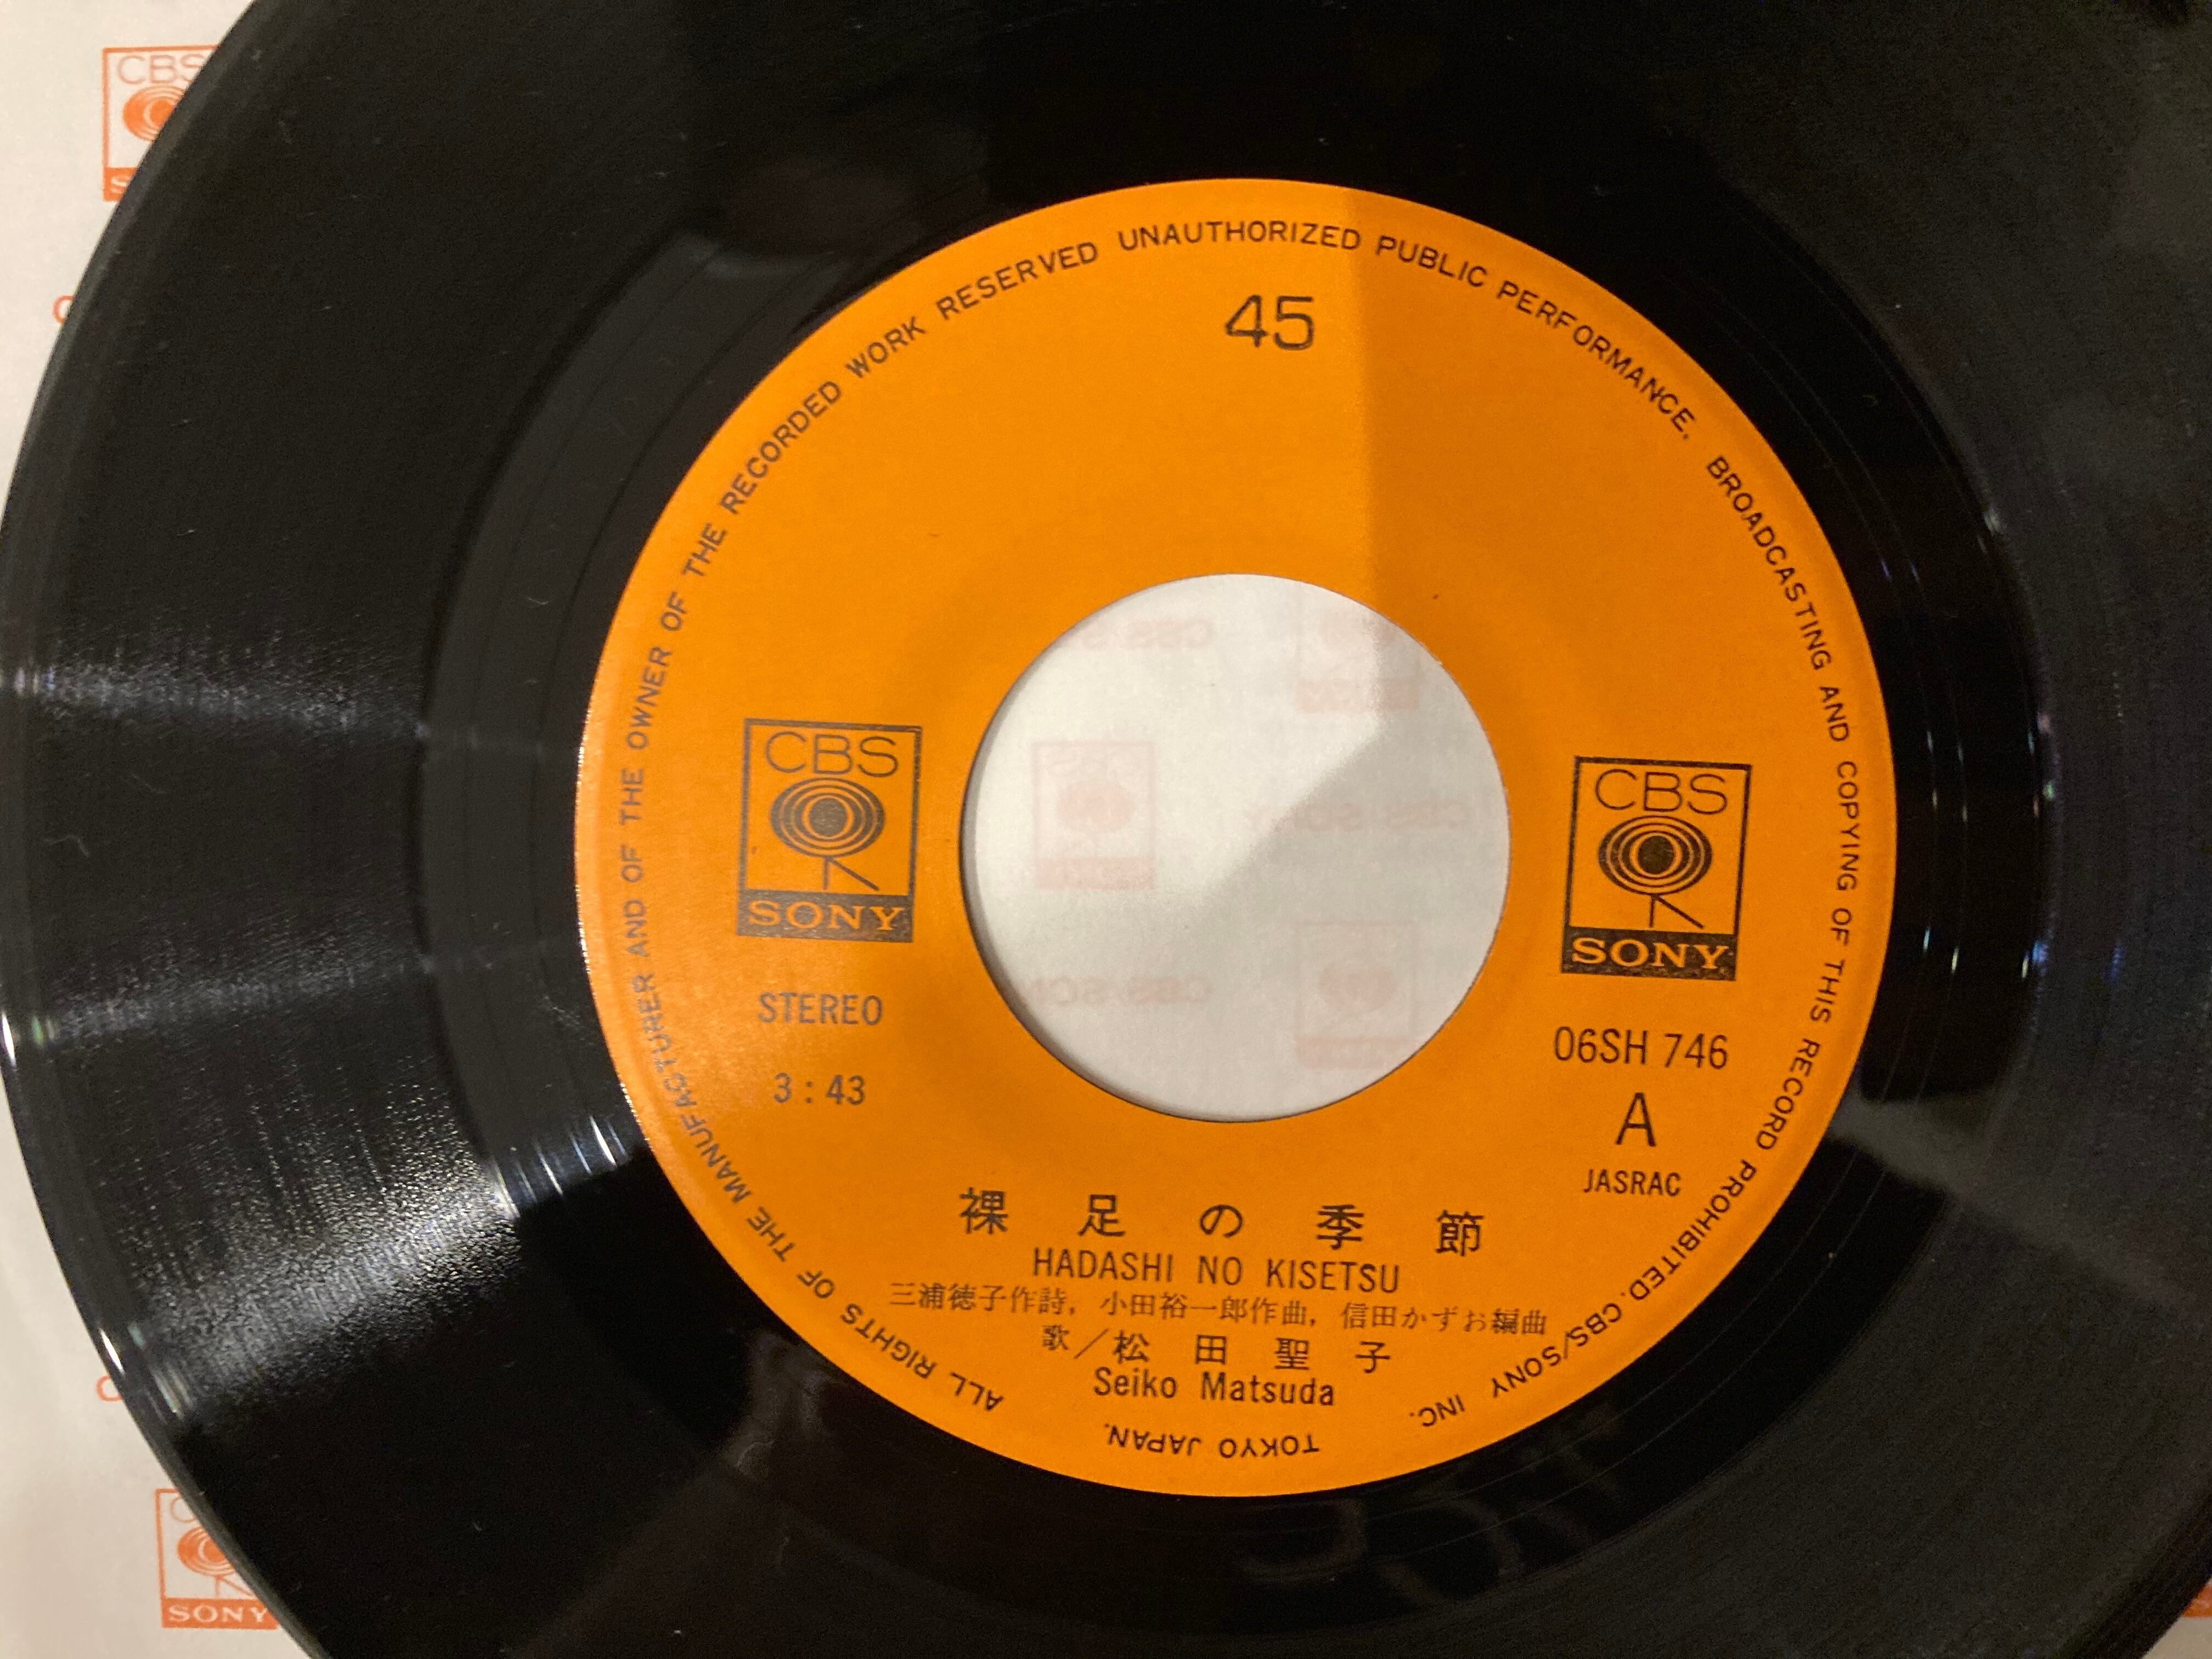 ALL RIGHTS OF THE MANUFACTURER AND OF THE OWNER OF THE RECORDED WORK RESERVED UNAUTHORIZED PUBLIC PERFORMANCE, BROADCASTING AND COPYING OF THIS RECORD PROHIBITED. CBS/SONY INC.
TOKYO JAPAN.
45
CBS
SONY
CBS
SONY
STEREO
3:43
06SH 746
A
JASRAC
裸足の季節
HADASHI NO KISETSU
三浦徳子作詩, 小田裕一郎作曲, 信田かずお編曲
歌/松田聖子
Seiko Matsuda
CBS
SONY